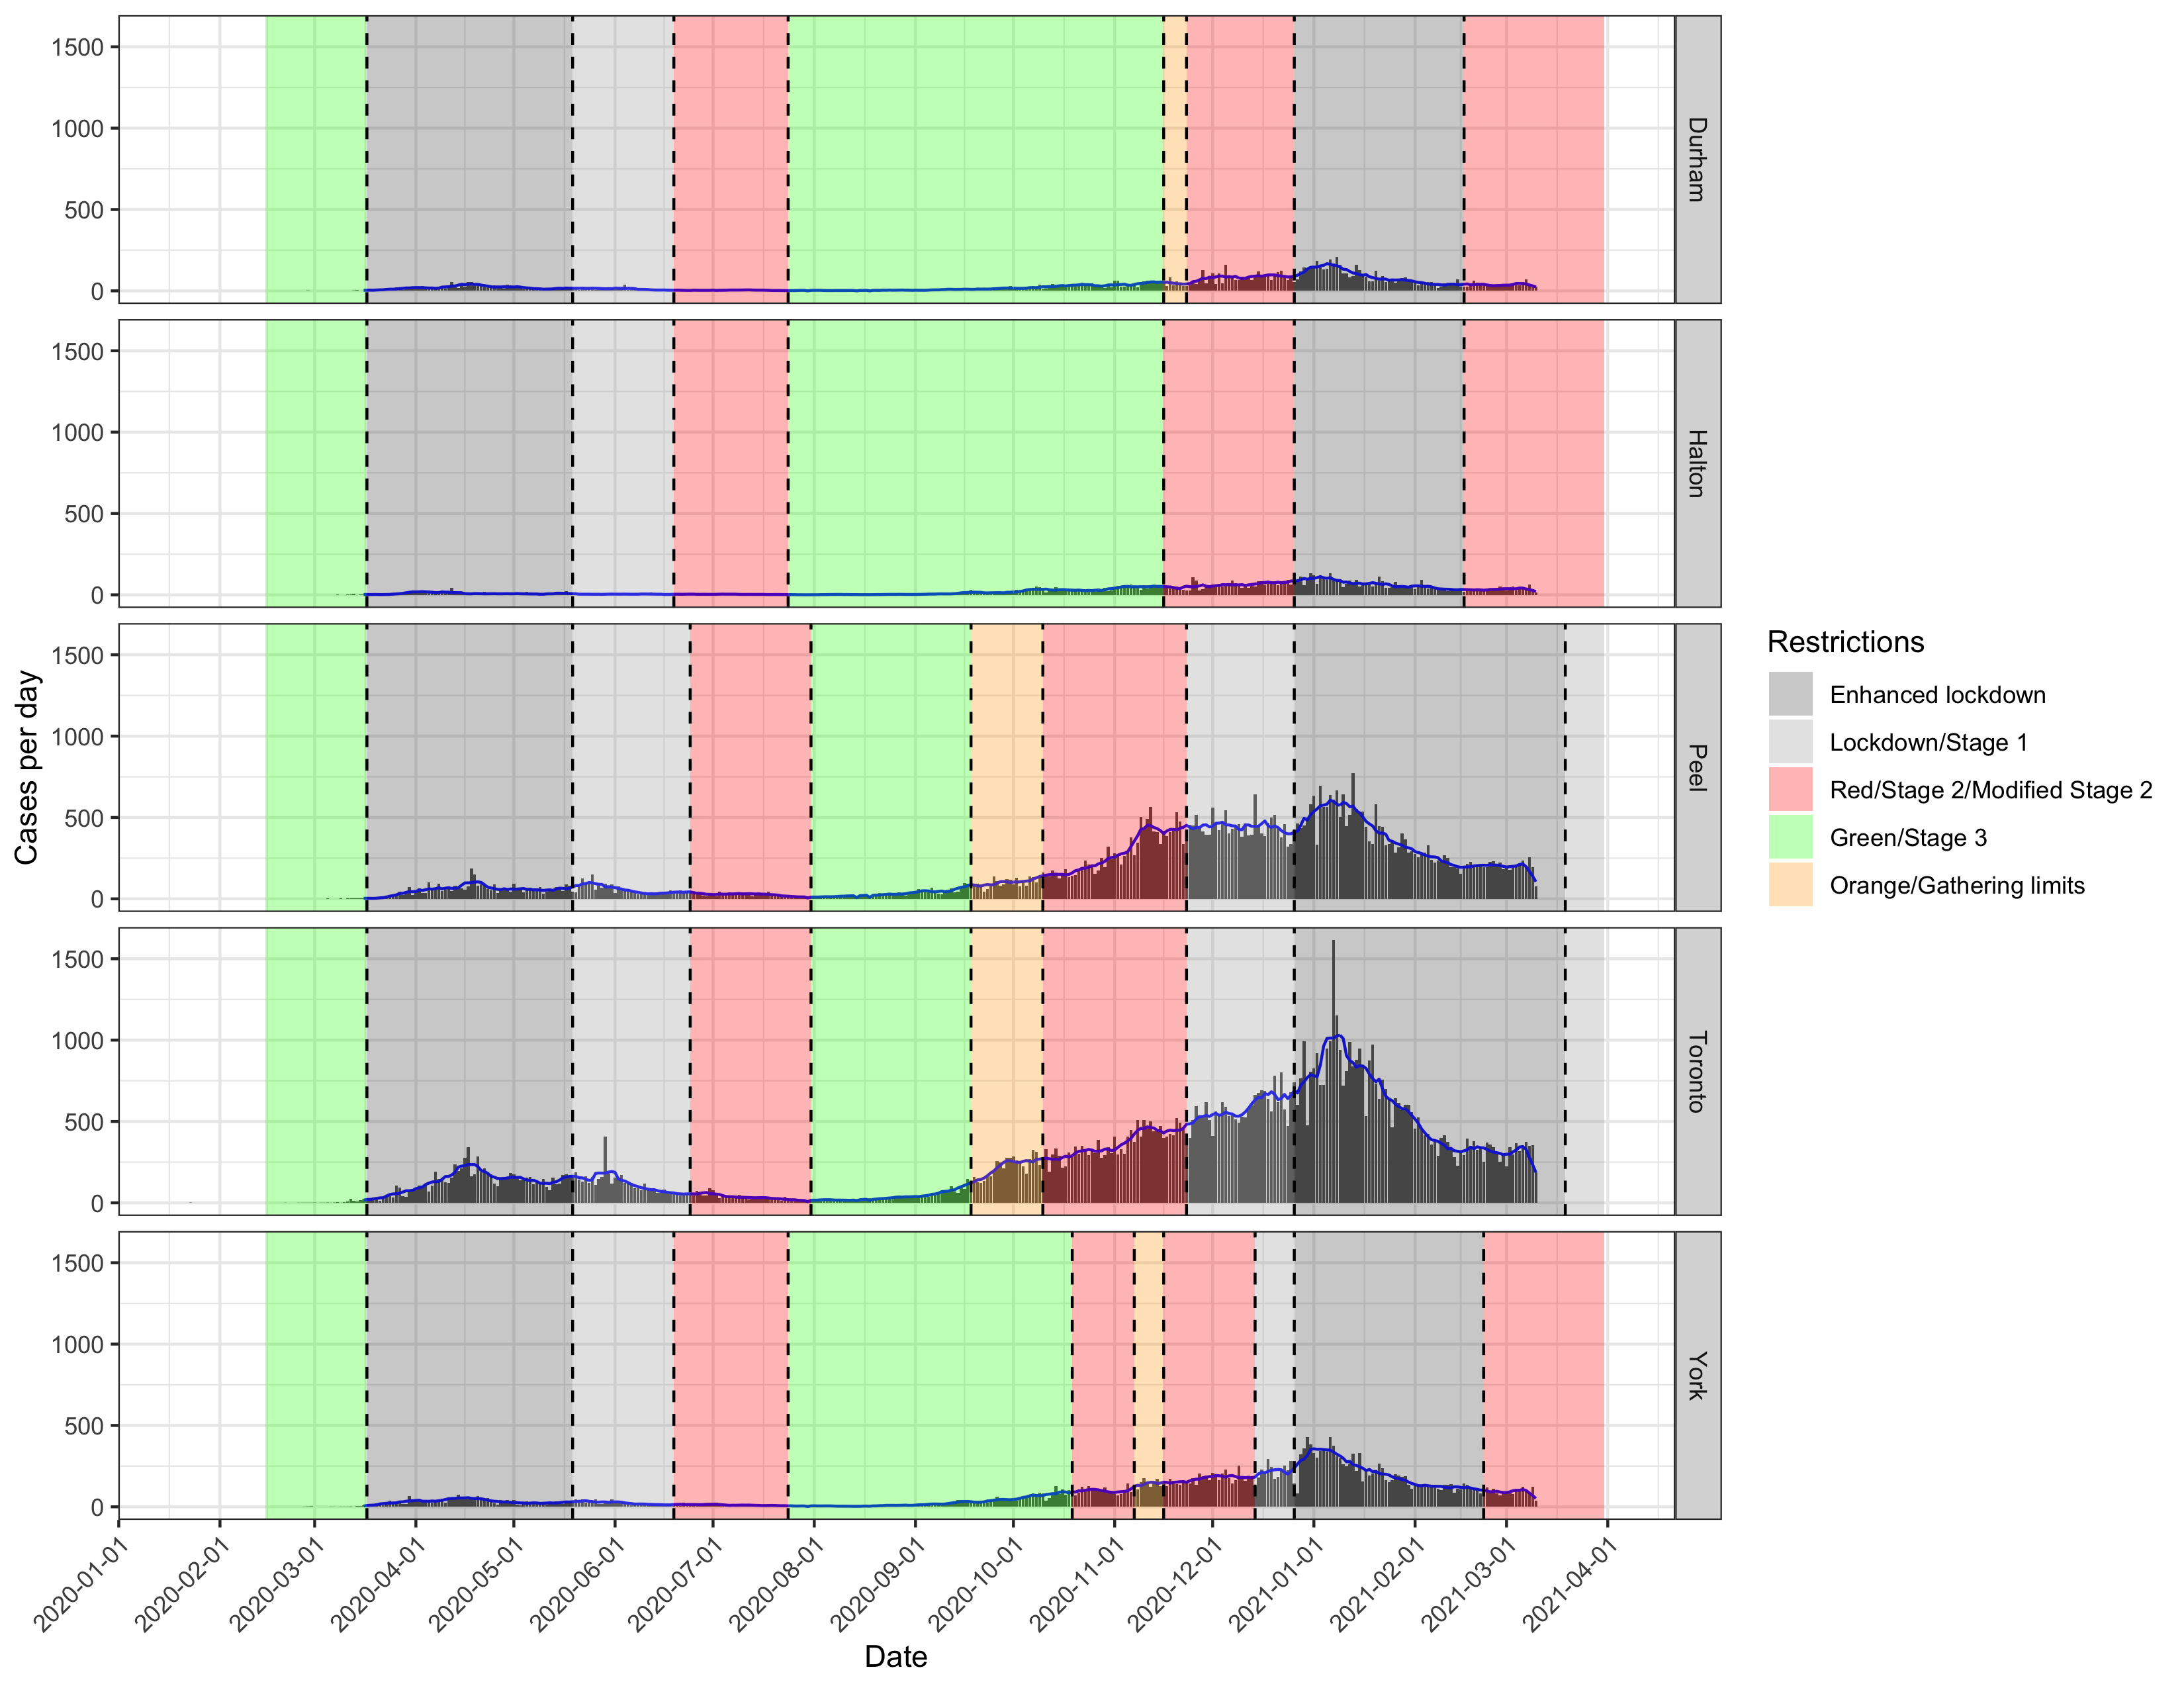 1500
1000
500
0
Durham
1500
1000
500
0
Halton
1500
1000
500
0
Peel
1500
1000
500
0
Toronto
1500
1000
500
0
York
Cases per day
2020-01-01
2020-02-01
2020-03-01
2020-04-01
2020-05-01
2020-06-01
2020-07-01
2020-08-01
2020-09-01
2020-10-01
2020-11-01
2020-12-01
2021-01-01
2021-02-01
2021-03-01
2021-04-01
Date
Restrictions
Enhanced lockdown
Lockdown/Stage 1
Red/Stage 2/Modified Stage 2
Green/Stage 3
Orange/Gathering limits